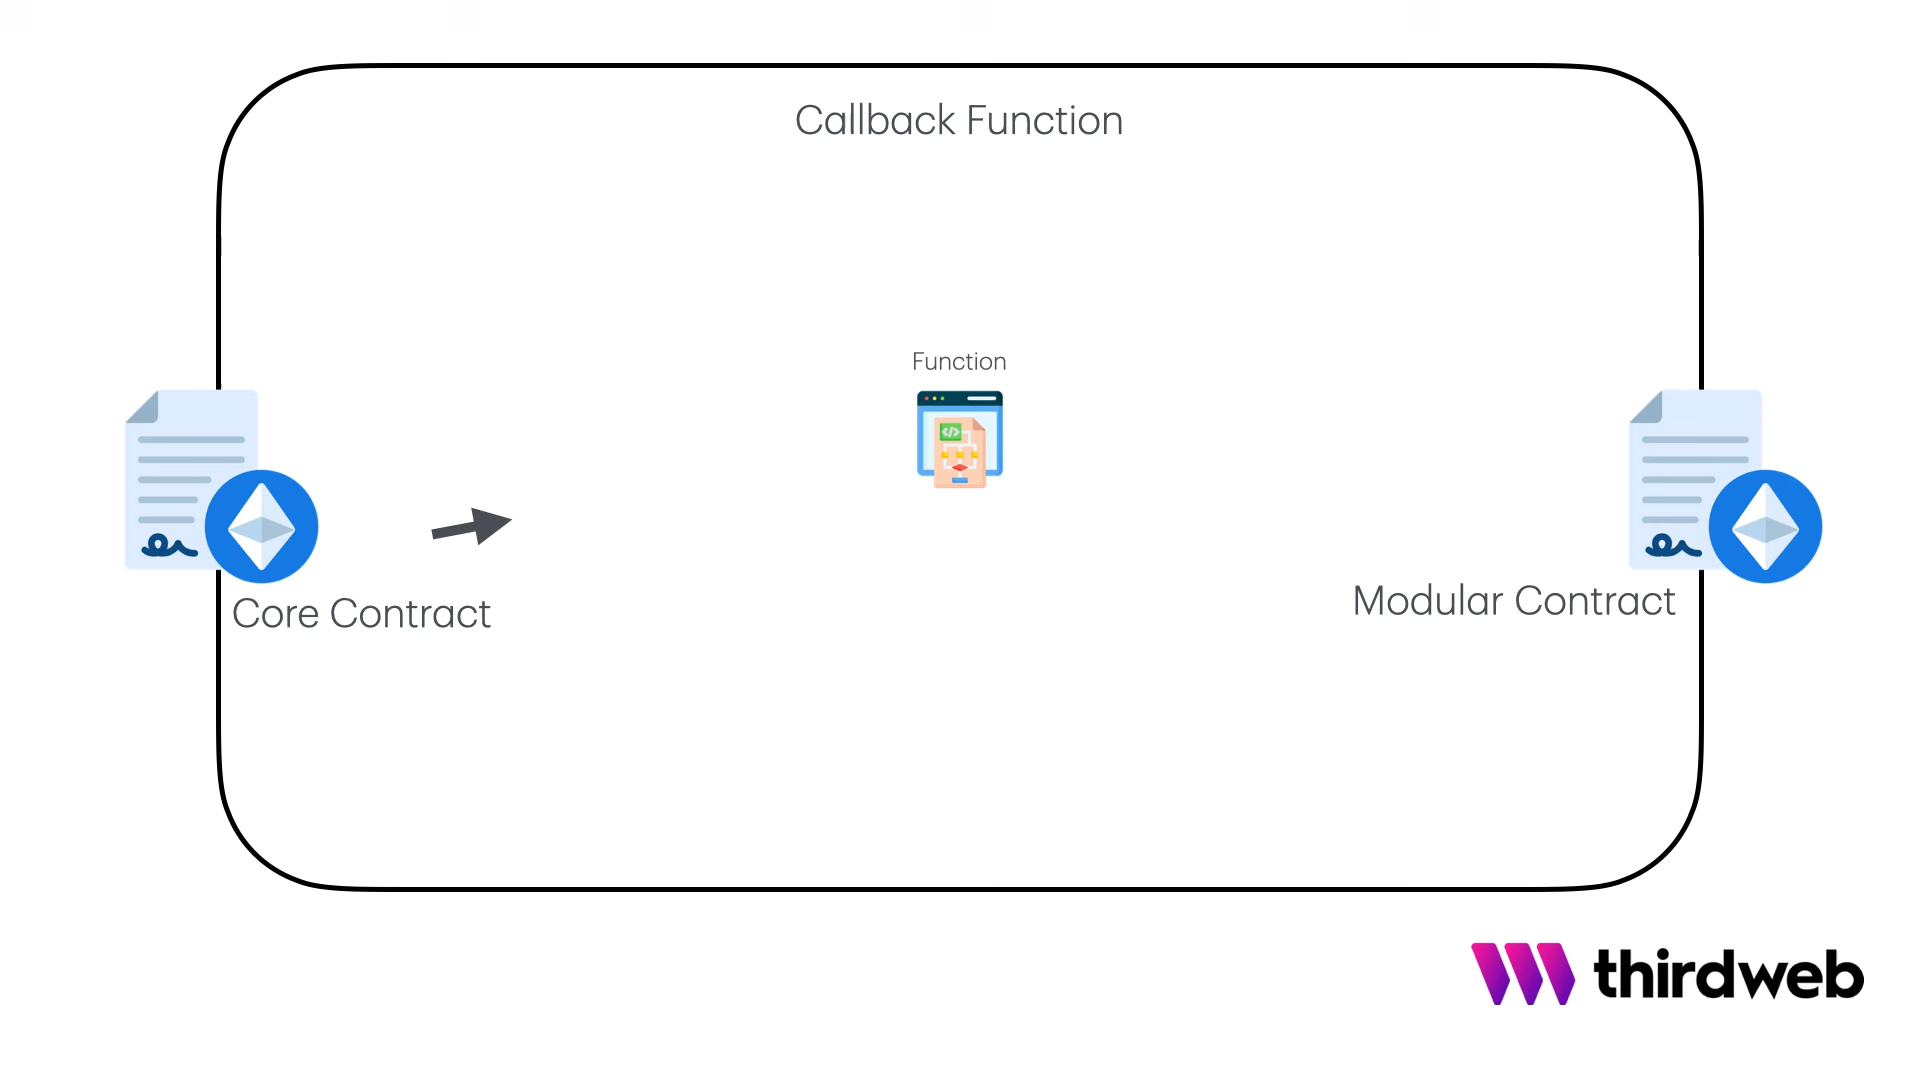 Callback Function
Function
Core Contract
Modular Contract
thirdweb